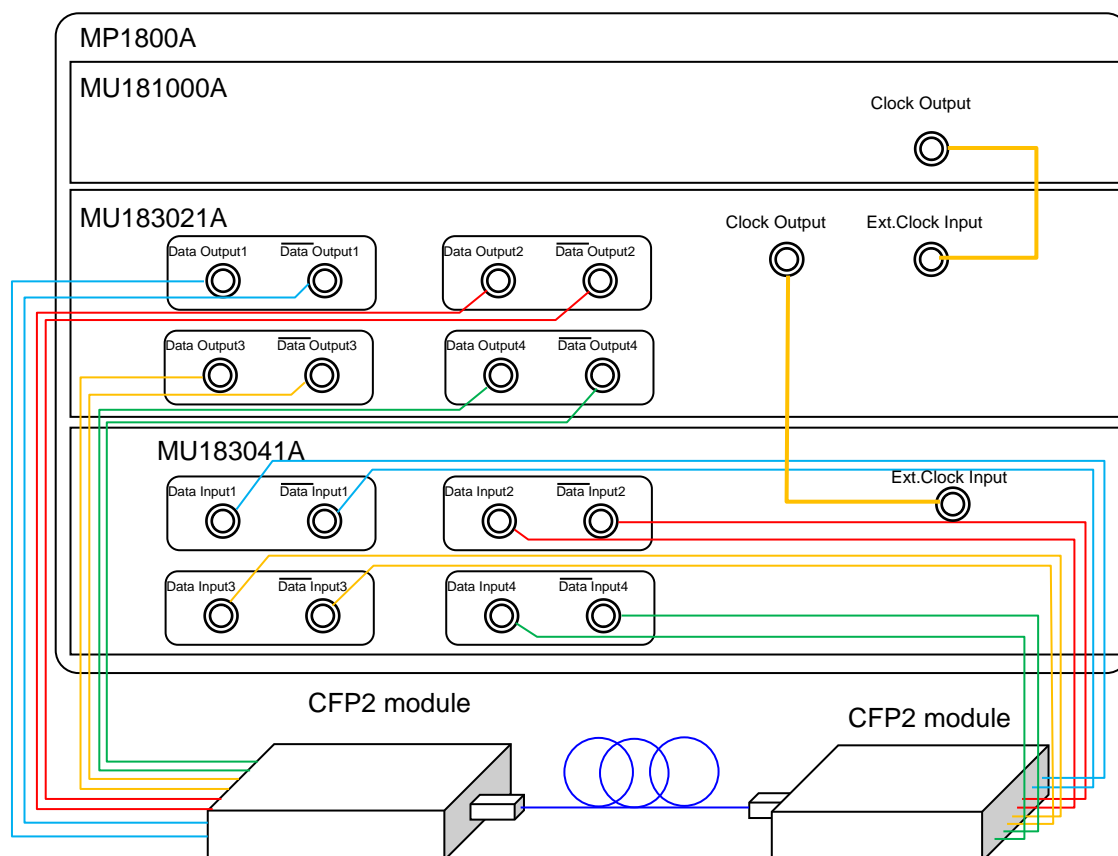 MP1800A
MU181000A
Clock Output
MU183021A
Clock Output
Ext.Clock Input
Data Output1
Data Output1
Data Output2
Data Output2
Data Output3
Data Output3
Data Output4
Data Output4
MU183041A
Ext.Clock Input
Data Input1
Data Input1
Data Input2
Data Input2
Data Input3
Data Input3
Data Input4
Data Input4
CFP2 module
CFP2 module